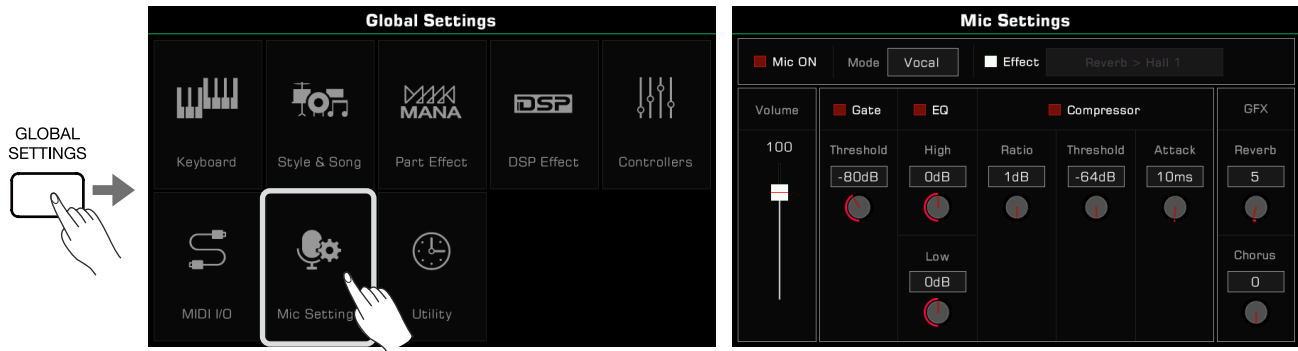 GLOBAL
SETTINGS
Global Settings
Keyboard
Style & Song
MANA
Part Effect
DSP
DSP Effect
Controllers
MIDI I/O
Mic Setting
Utility
Mic Settings
Mic ON
Mode
Vocal
Effect
Reverb > Hall 1
Volume
Gate
EQ
Compressor
GFX
100
Threshold
High
Ratio
Threshold
Attack
Reverb
-80dB
0dB
1dB
-64dB
10ms
5
Low
Chorus
0dB
0